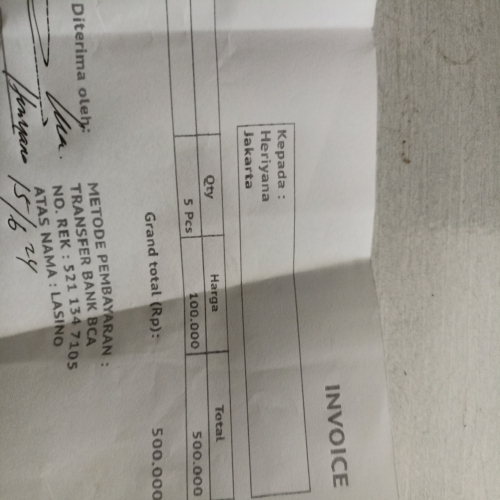 INVOICE
Kepada :
Heriyana
Jakarta
Qty Harga Total
5 Pcs 100.000 500.000
Grand total (Rp): 500.000
METODE PEMBAYARAN :
TRANSFER BANK BCA
NO. REK : 521 134 7105
ATAS NAMA : LASINO
Diterima oleh:
15/6 24